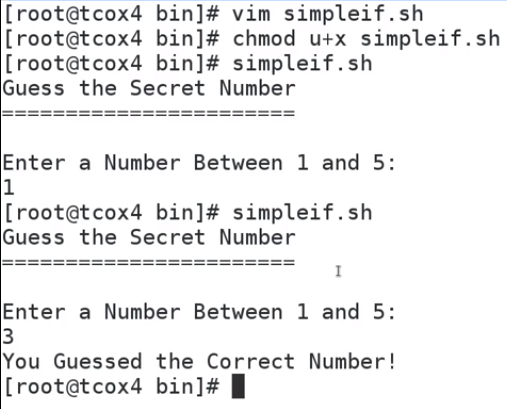 [root@tcox4 bin]# vim simpleif.sh
[root@tcox4 bin]# chmod u+x simpleif.sh
[root@tcox4 bin]# simpleif.sh
Guess the Secret Number
=======================

Enter a Number Between 1 and 5:
1
[root@tcox4 bin]# simpleif.sh
Guess the Secret Number
=======================

Enter a Number Between 1 and 5:
3
You Guessed the Correct Number!
[root@tcox4 bin]#